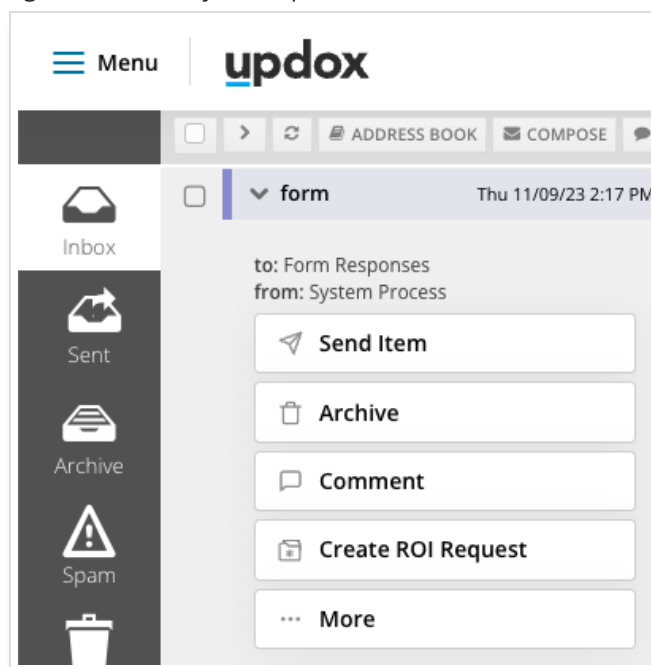 Menu
updox
ADDRESS BOOK
COMPOSE
form
Thu 11/09/23 2:17 PM
Inbox
to: Form Responses
from: System Process
Send Item
Sent
Archive
Comment
Archive
Create ROI Request
Spam
More